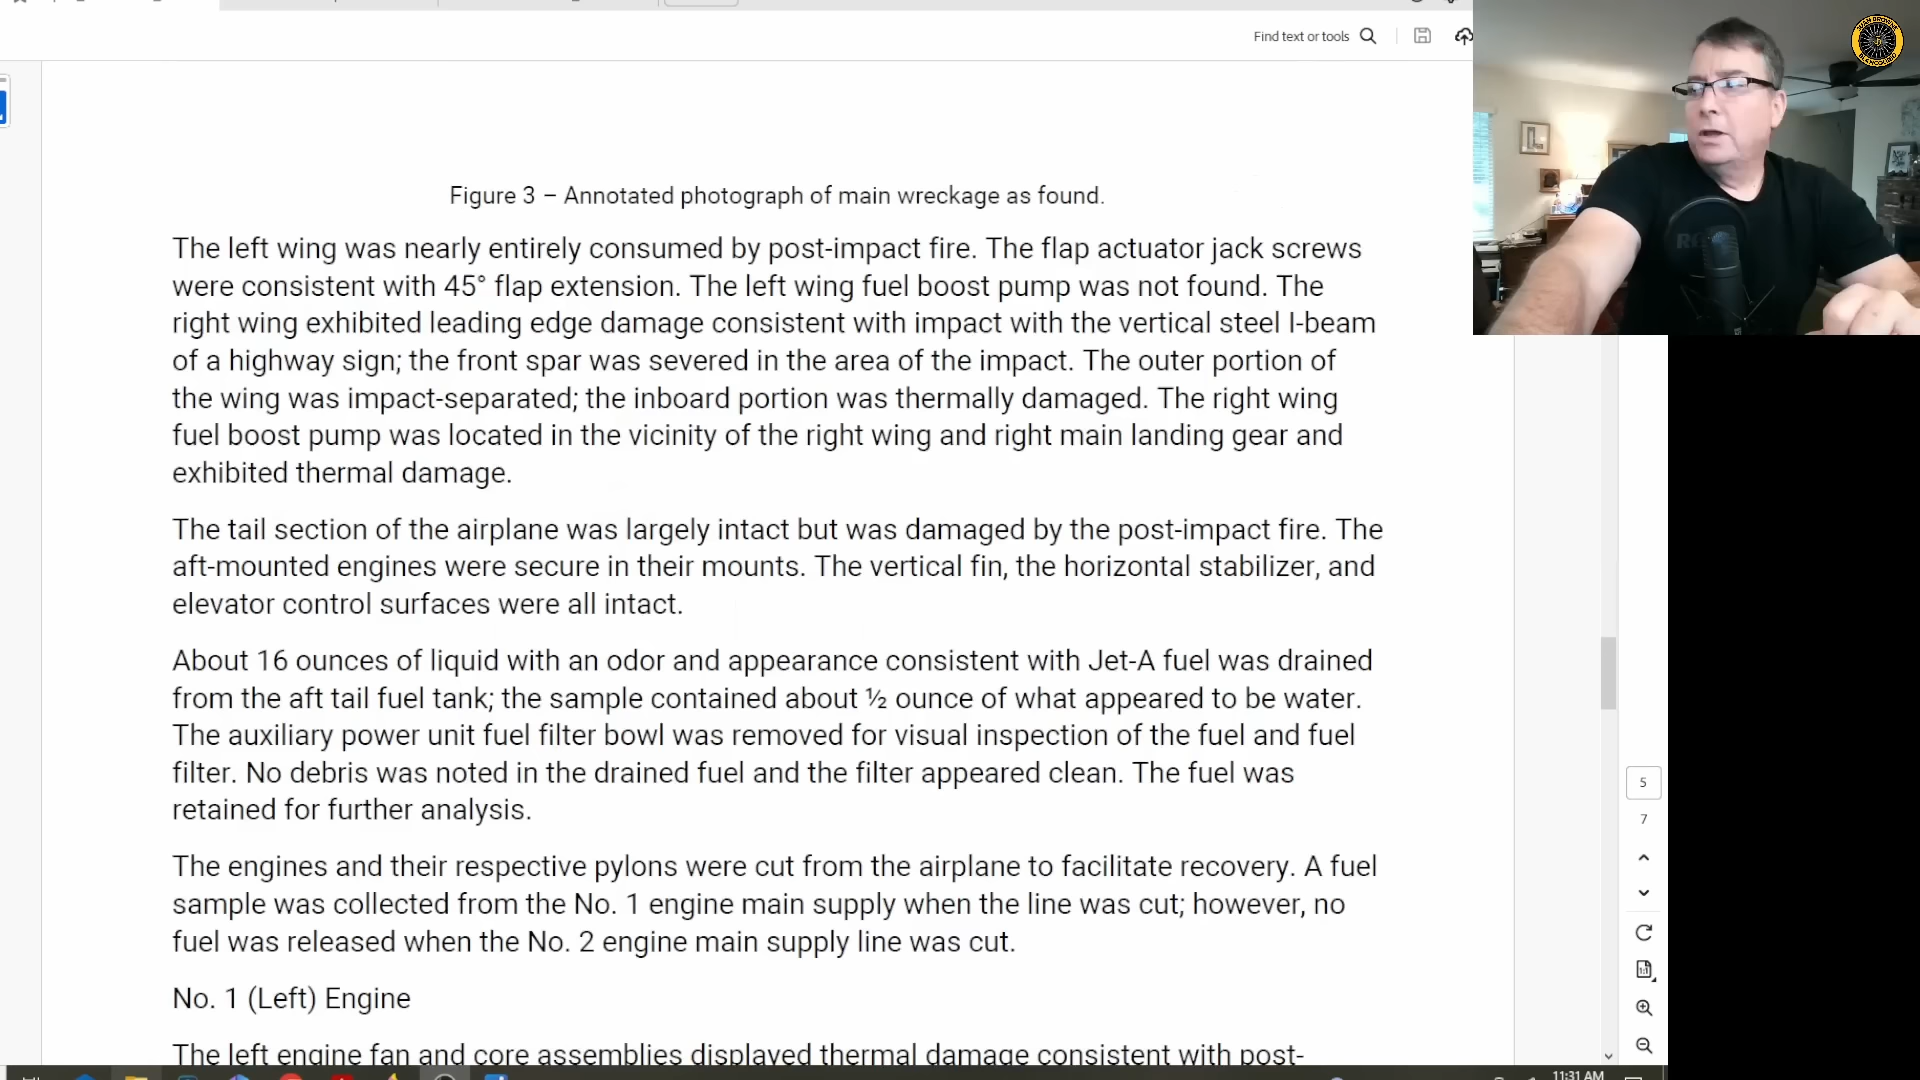 Find text or tools
Figure 3 – Annotated photograph of main wreckage as found.
The left wing was nearly entirely consumed by post-impact fire. The flap actuator jack screws
were consistent with 45° flap extension. The left wing fuel boost pump was not found. The
right wing exhibited leading edge damage consistent with impact with the vertical steel I-beam
of a highway sign; the front spar was severed in the area of the impact. The outer portion of
the wing was impact-separated; the inboard portion was thermally damaged. The right wing
fuel boost pump was located in the vicinity of the right wing and right main landing gear and
exhibited thermal damage.
The tail section of the airplane was largely intact but was damaged by the post-impact fire. The
aft-mounted engines were secure in their mounts. The vertical fin, the horizontal stabilizer, and
elevator control surfaces were all intact.
About 16 ounces of liquid with an odor and appearance consistent with Jet-A fuel was drained
from the aft tail fuel tank; the sample contained about ½ ounce of what appeared to be water.
The auxiliary power unit fuel filter bowl was removed for visual inspection of the fuel and fuel
filter. No debris was noted in the drained fuel and the filter appeared clean. The fuel was
retained for further analysis.
5
7
The engines and their respective pylons were cut from the airplane to facilitate recovery. A fuel
sample was collected from the No. 1 engine main supply when the line was cut; however, no
fuel was released when the No. 2 engine main supply line was cut.
No. 1 (Left) Engine
The left engine fan and core assemblies displayed thermal damage consistent with post-
11:31 AM